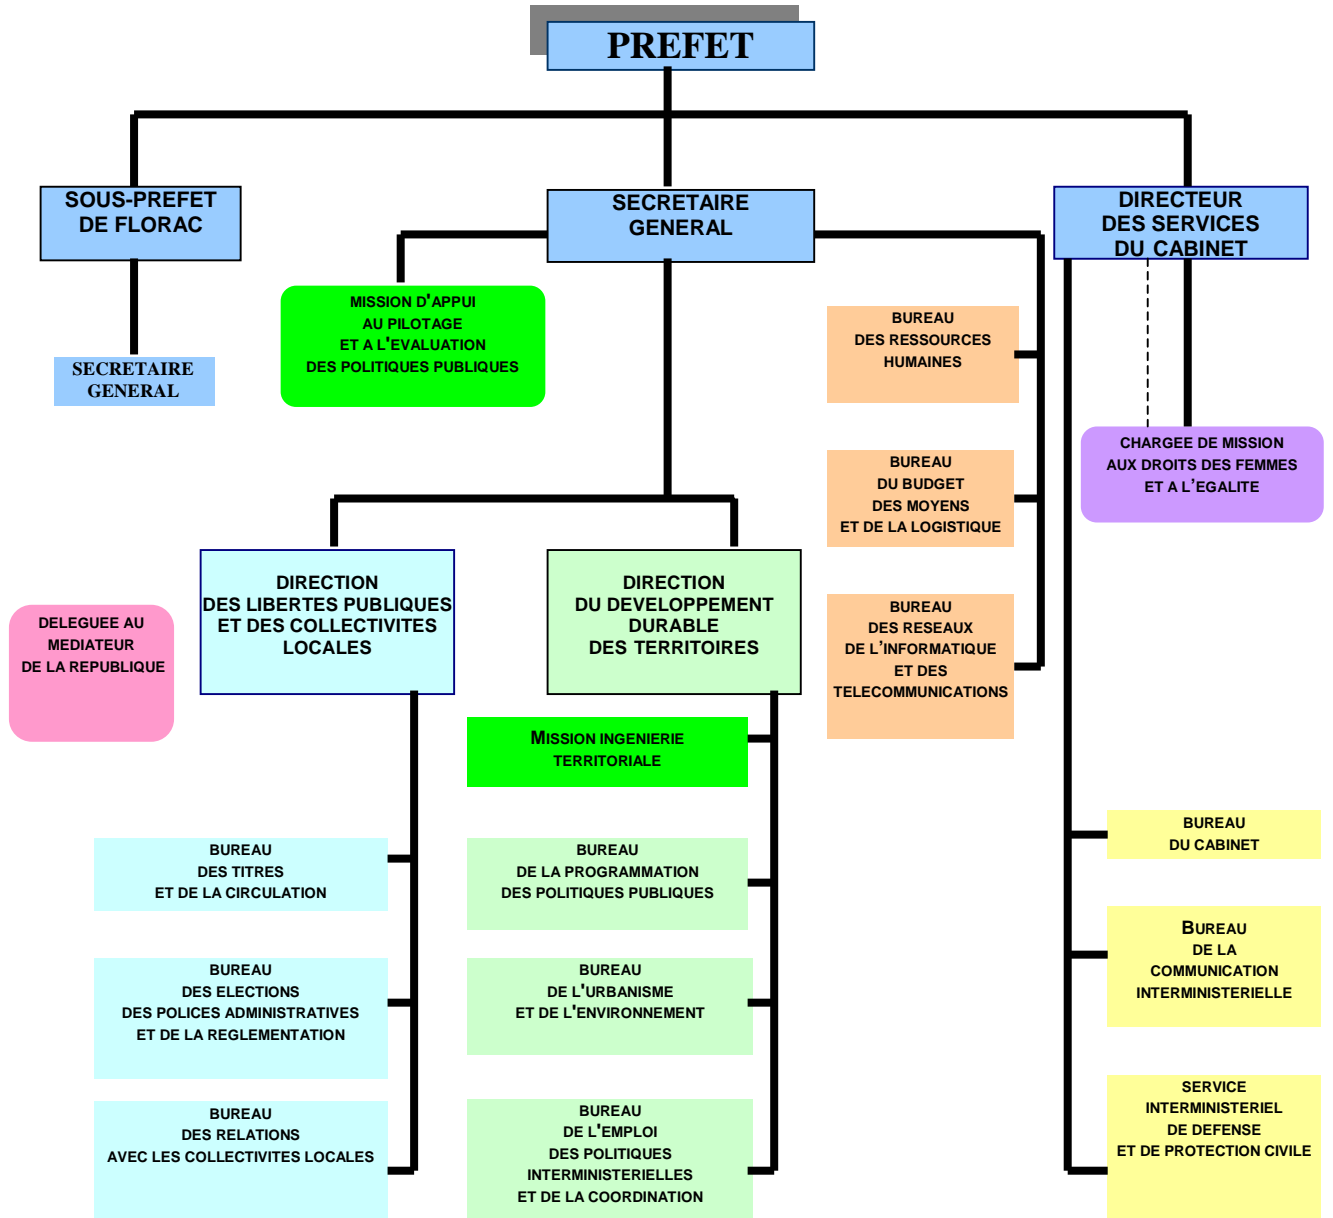 PREFET
SOUS-PREFET
DE FLORAC
SECRETAIRE
GENERAL
DIRECTEUR
DES SERVICES
DU CABINET
MISSION D'APPUI
AU PILOTAGE
ET A L'EVALUATION
DES POLITIQUES PUBLIQUES
SECRETAIRE
GENERAL
BUREAU
DES RESSOURCES
HUMAINES
CHARGEE DE MISSION
AUX DROITS DES FEMMES
ET A L’EGALITE
BUREAU
DU BUDGET
DES MOYENS
ET DE LA LOGISTIQUE
DIRECTION
DES LIBERTES PUBLIQUES
ET DES COLLECTIVITES
LOCALES
DIRECTION
DU DEVELOPPEMENT
DURABLE
DES TERRITOIRES
BUREAU
DES RESEAUX
DE L’INFORMATIQUE
ET DES
TELECOMMUNICATIONS
DELEGUEE AU
MEDIATEUR
DE LA REPUBLIQUE
MISSION INGENIERIE
TERRITORIALE
BUREAU
DES TITRES
ET DE LA CIRCULATION
BUREAU
DE LA PROGRAMMATION
DES POLITIQUES PUBLIQUES
BUREAU
DU CABINET
BUREAU
DES ELECTIONS
DES POLICES ADMINISTRATIVES
ET DE LA REGLEMENTATION
BUREAU
DE L'URBANISME
ET DE L'ENVIRONNEMENT
BUREAU
DE LA
COMMUNICATION
INTERMINISTERIELLE
BUREAU
DES RELATIONS
AVEC LES COLLECTIVITES LOCALES
BUREAU
DE L'EMPLOI
DES POLITIQUES
INTERMINISTERIELLES
ET DE LA COORDINATION
SERVICE
INTERMINISTERIEL
DE DEFENSE
ET DE PROTECTION CIVILE